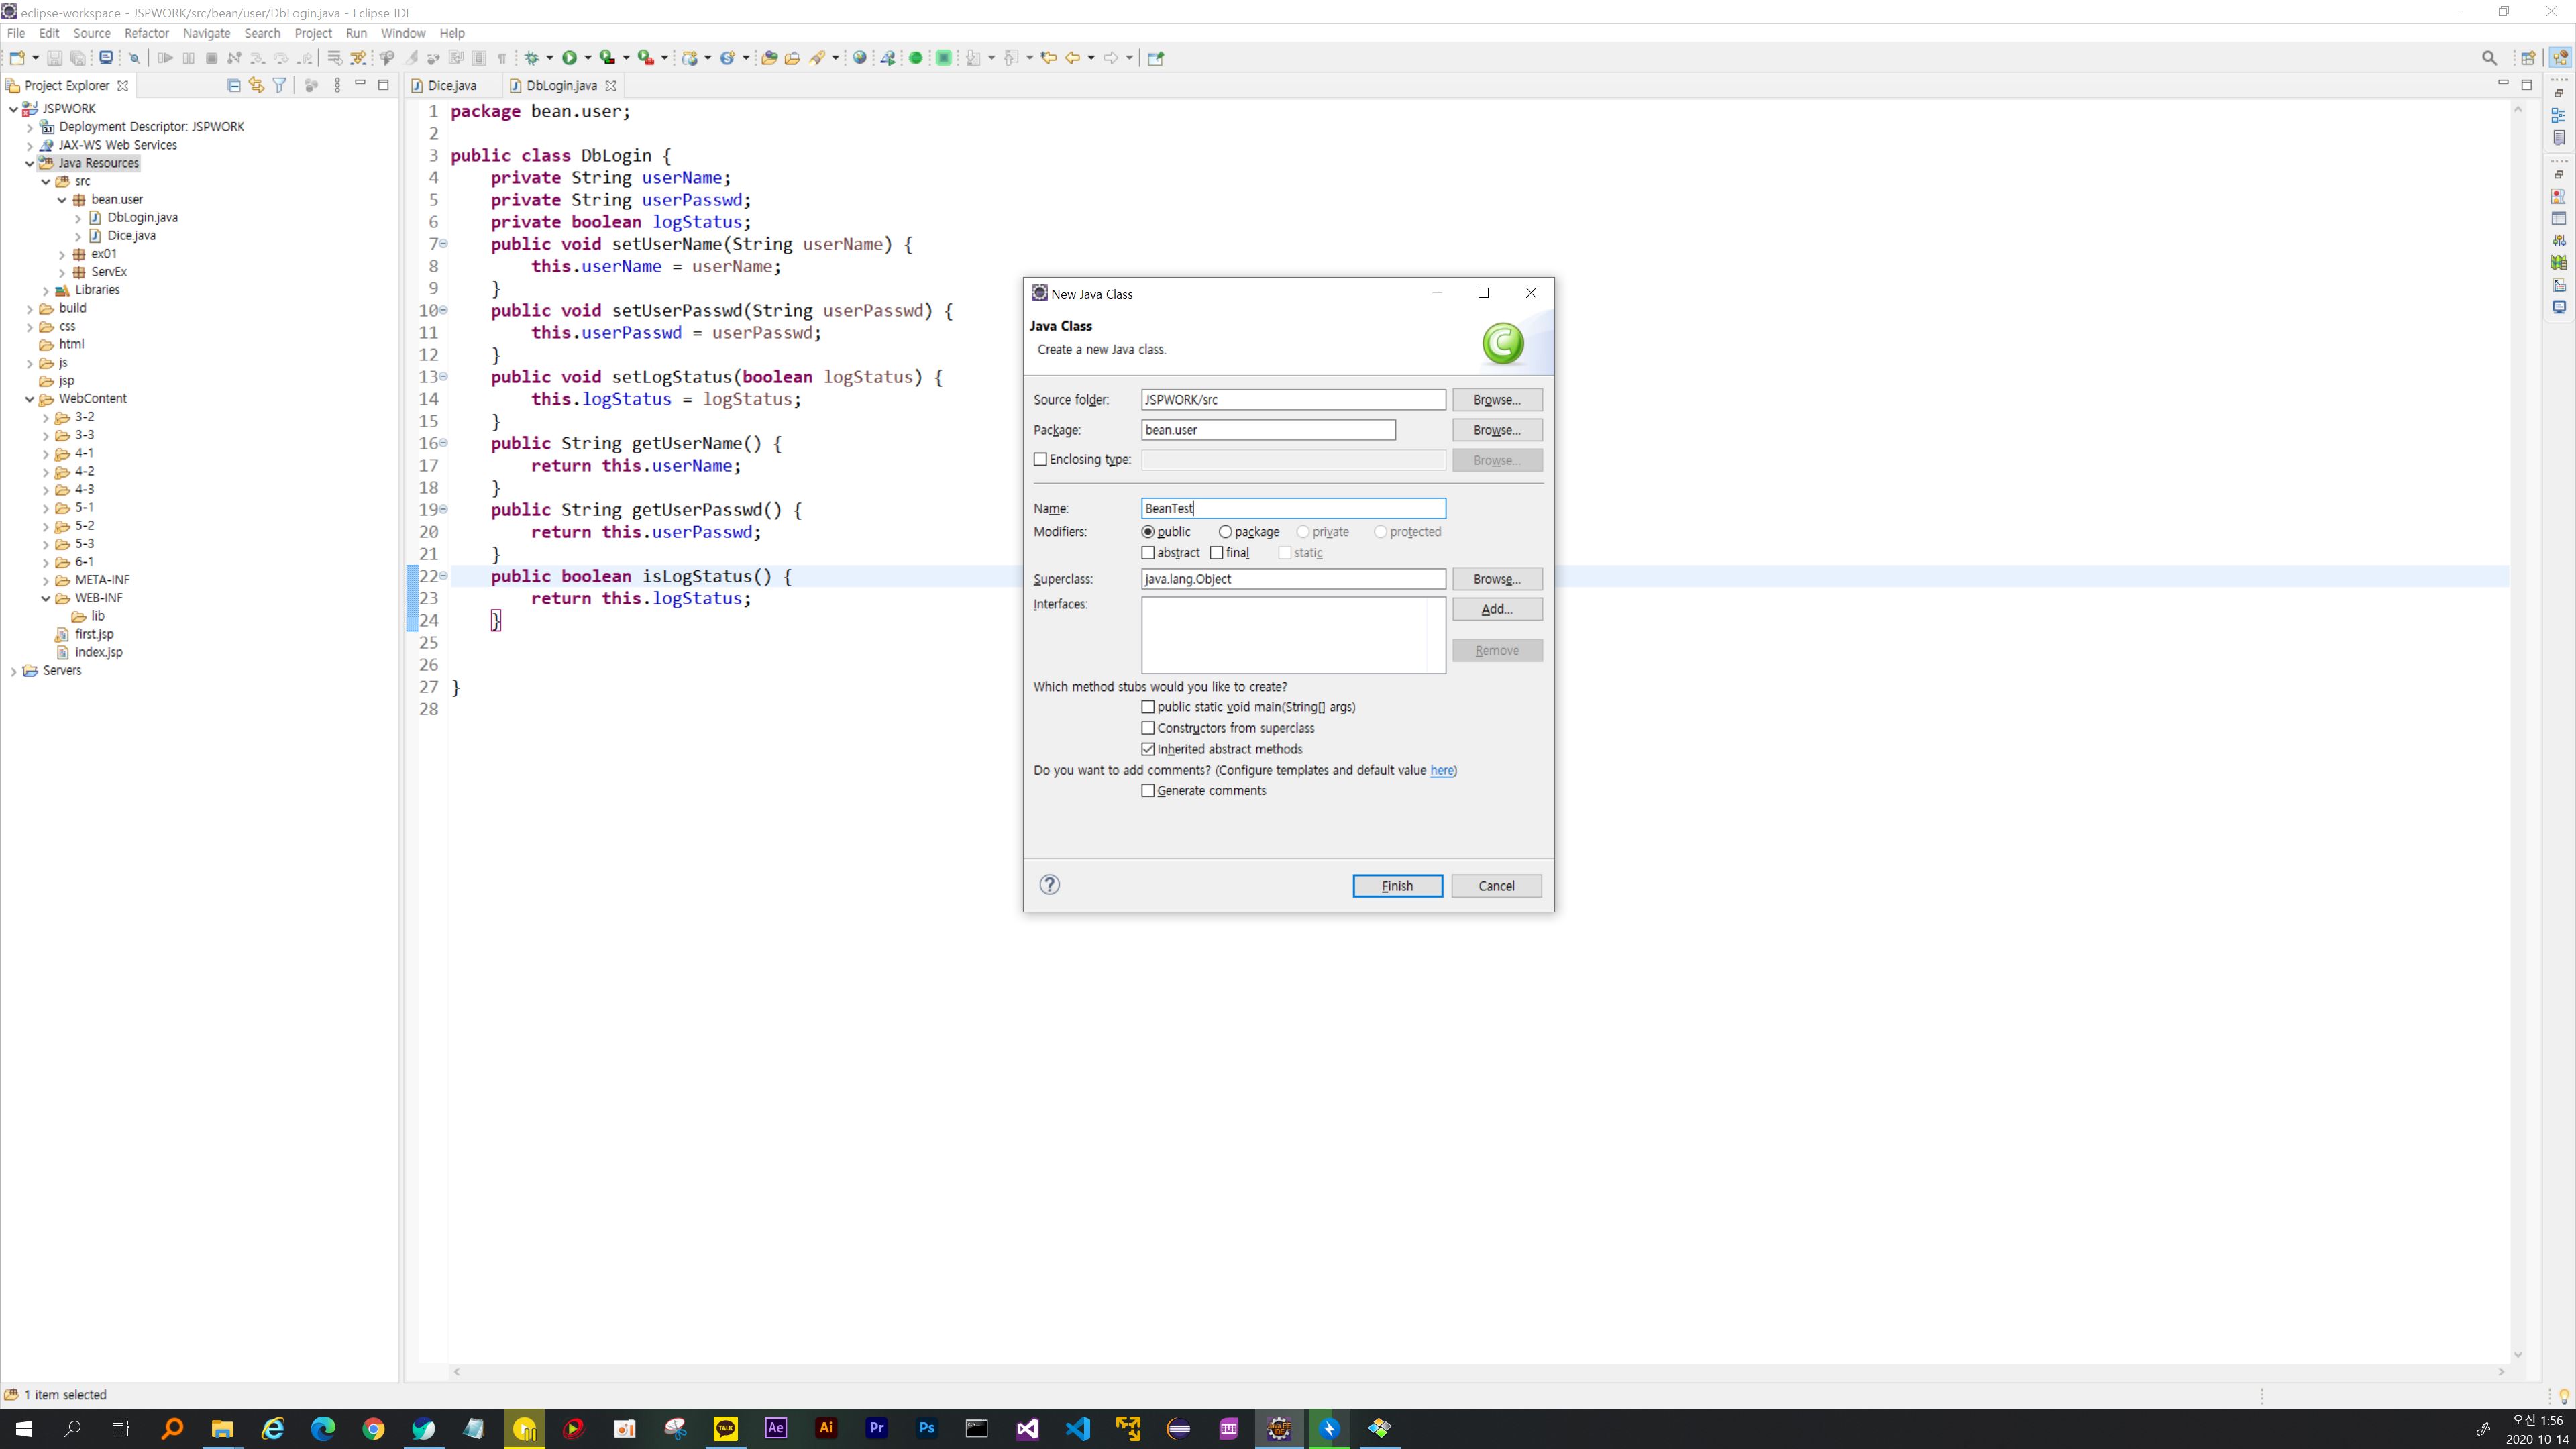 eclipse-workspace - JSPWORK/src/bean/user/DbLogin.java - Eclipse IDE
File Edit Source Refactor Navigate Search Project Run Window Help
Project Explorer
Dice.java DbLogin.java
JSPWORK
Deployment Descriptor: JSPWORK
JAX-WS Web Services
Java Resources
src
bean.user
DbLogin.java
Dice.java
ex01
ServEx
Libraries
build
css
html
js
jsp
WebContent
3-2
3-3
4-1
4-2
4-3
5-1
5-2
5-3
6-1
META-INF
WEB-INF
lib
first.jsp
index.jsp
Servers
1 package bean.user;
2
3 public class DbLogin {
4 private String userName;
5 private String userPasswd;
6 private boolean logStatus;
7 public void setUserName(String userName) {
8 this.userName = userName;
9 }
10 public void setUserPasswd(String userPasswd) {
11 this.userPasswd = userPasswd;
12 }
13 public void setLogStatus(boolean logStatus) {
14 this.logStatus = logStatus;
15 }
16 public String getUserName() {
17 return this.userName;
18 }
19 public String getUserPasswd() {
20 return this.userPasswd;
21 }
22 public boolean isLogStatus() {
23 return this.logStatus;
24 }
25
26
27 }
28
New Java Class
Java Class
Create a new Java class.
Source folder: JSPWORK/src Browse...
Package: bean.user Browse...
Enclosing type: Browse...
Name: BeanTest
Modifiers: public package private protected
abstract final static
Superclass: java.lang.Object Browse...
Interfaces: Add...
Remove
Which method stubs would you like to create?
public static void main(String[] args)
Constructors from superclass
Inherited abstract methods
Do you want to add comments? (Configure templates and default value here)
Generate comments
? Finish Cancel
1 item selected
TALK Ae Ai Pr Ps
Java EE IDE
오전 1:56
2020-10-14